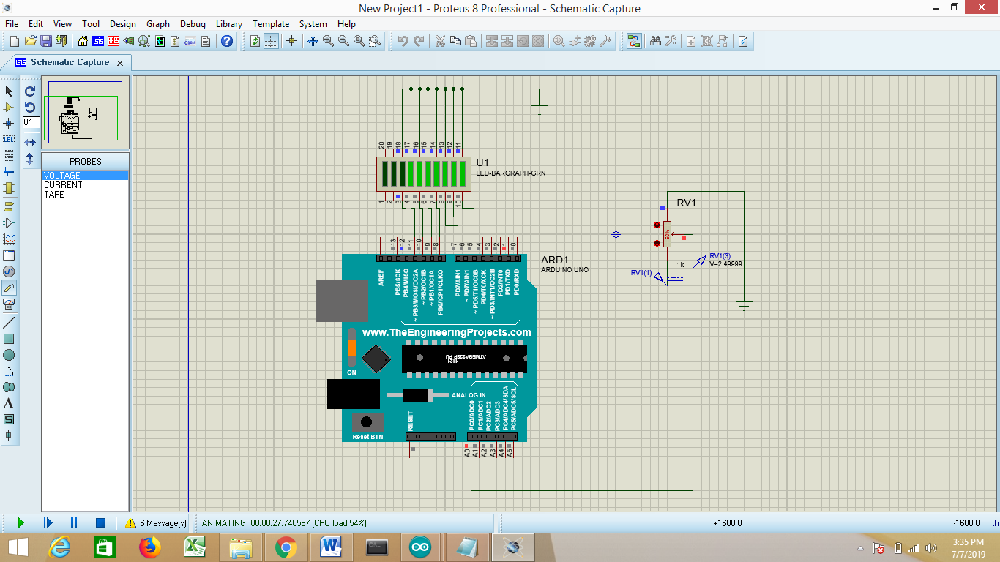 New Project1 - Proteus 8 Professional - Schematic Capture
File Edit View Tool Design Graph Debug Library Template System Help
Schematic Capture
0°
LBL
PROBES
VOLTAGE
CURRENT
TAPE
20 19 18 17 16 15 14 13 12 11
U1
LED-BARGRAPH-GRN
1 2 3 4 5 6 7 8 9 10
RV1
50%
1k
RV1(3)
V=2.49999
RV1(1)
13 12 11 10 9 8 7 6 5 4 3 2 1 0
ARD1
ARDUINO UNO
AREF
PB5/SCK
PB4/MISO
~ PB3/MOSI/OC2A
~ PB2/OC1B
~ PB1/OC1A
PB0/ICP1/CLKO
PD7/AIN1
~ PD7/AIN1
~ PD5/T1/OC0B
PD4/T0/XCK
~ PD3/INT1/OC2B
PD2/INT0
PD1/TXD
PD0/RXD
www.TheEngineeringProjects.com
ATMEGA328P-PU
1121
ON
ANALOG IN
RESET
PC0/ADC0
PC1/ADC1
PC2/ADC2
PC3/ADC3
PC4/ADC4/SDA
PC5/ADC5/SCL
Reset BTN
A0 A1 A2 A3 A4 A5
6 Message(s)
ANIMATING: 00:00:27.740587 (CPU load 54%)
+1600.0
-1600.0
th
3:35 PM
7/7/2019